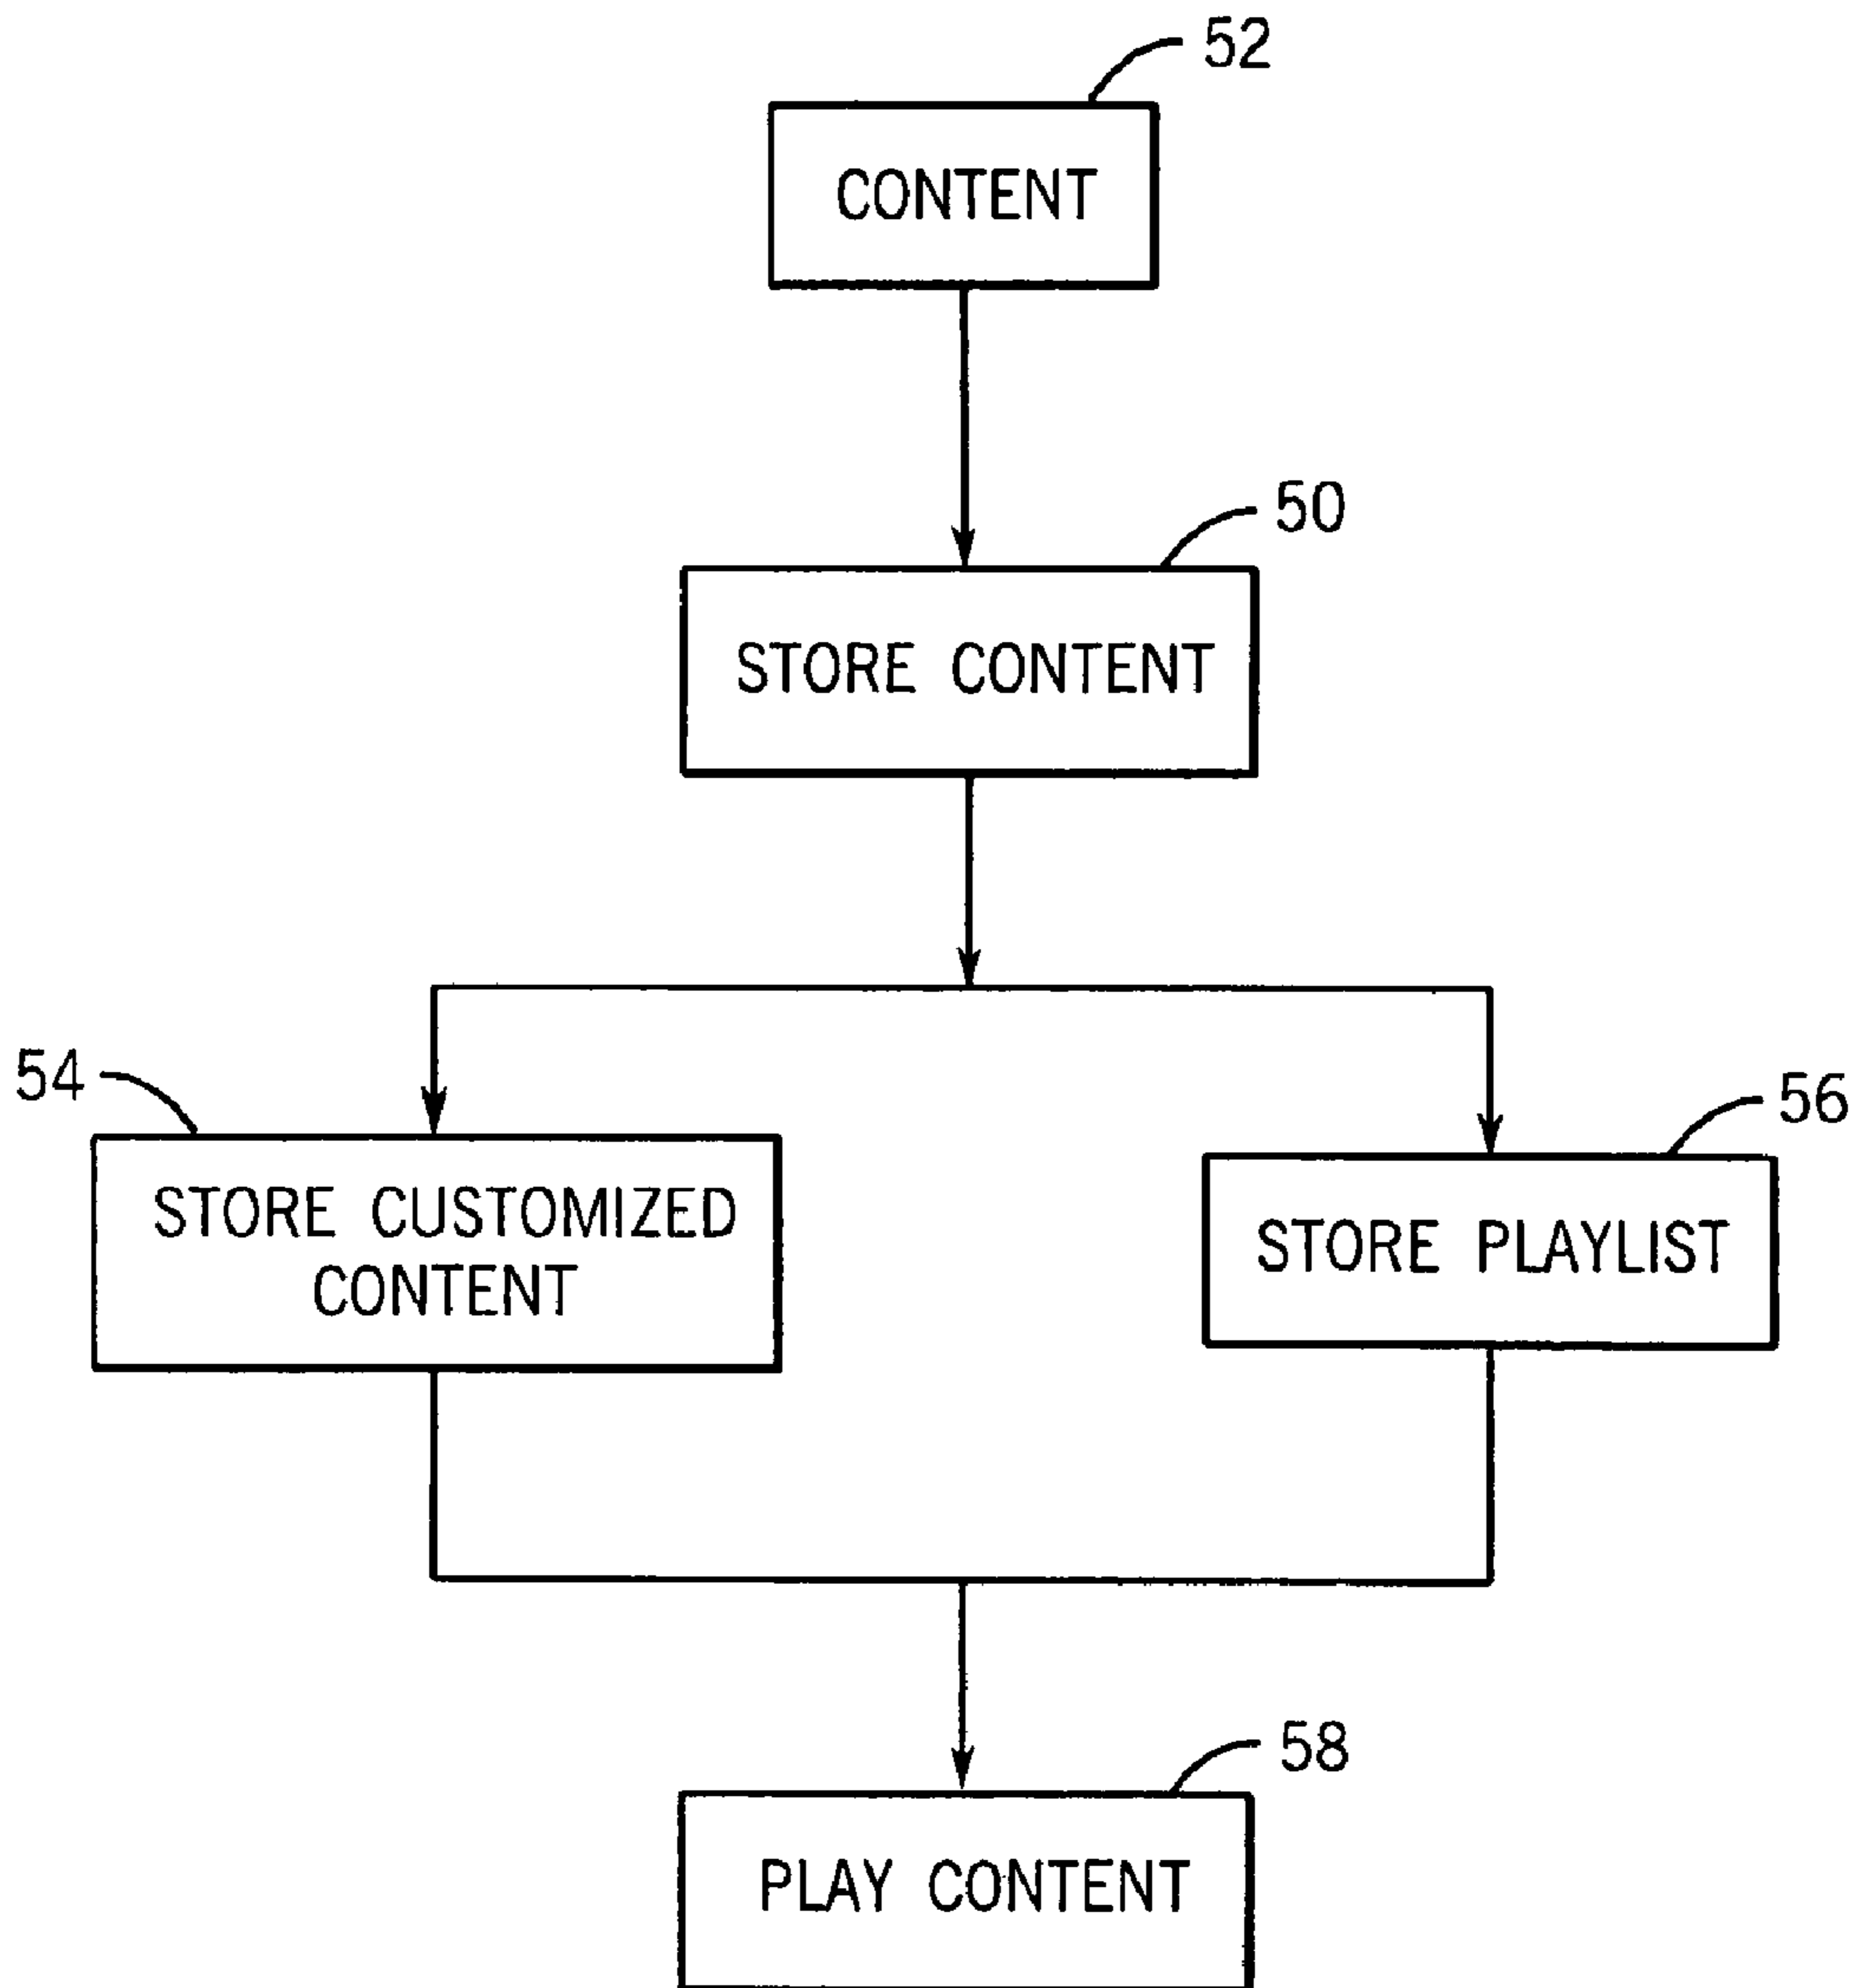 52
CONTENT
50
STORE CONTENT
54
56
STORE CUSTOMIZED
CONTENT
STORE PLAYLIST
58
PLAY CONTENT